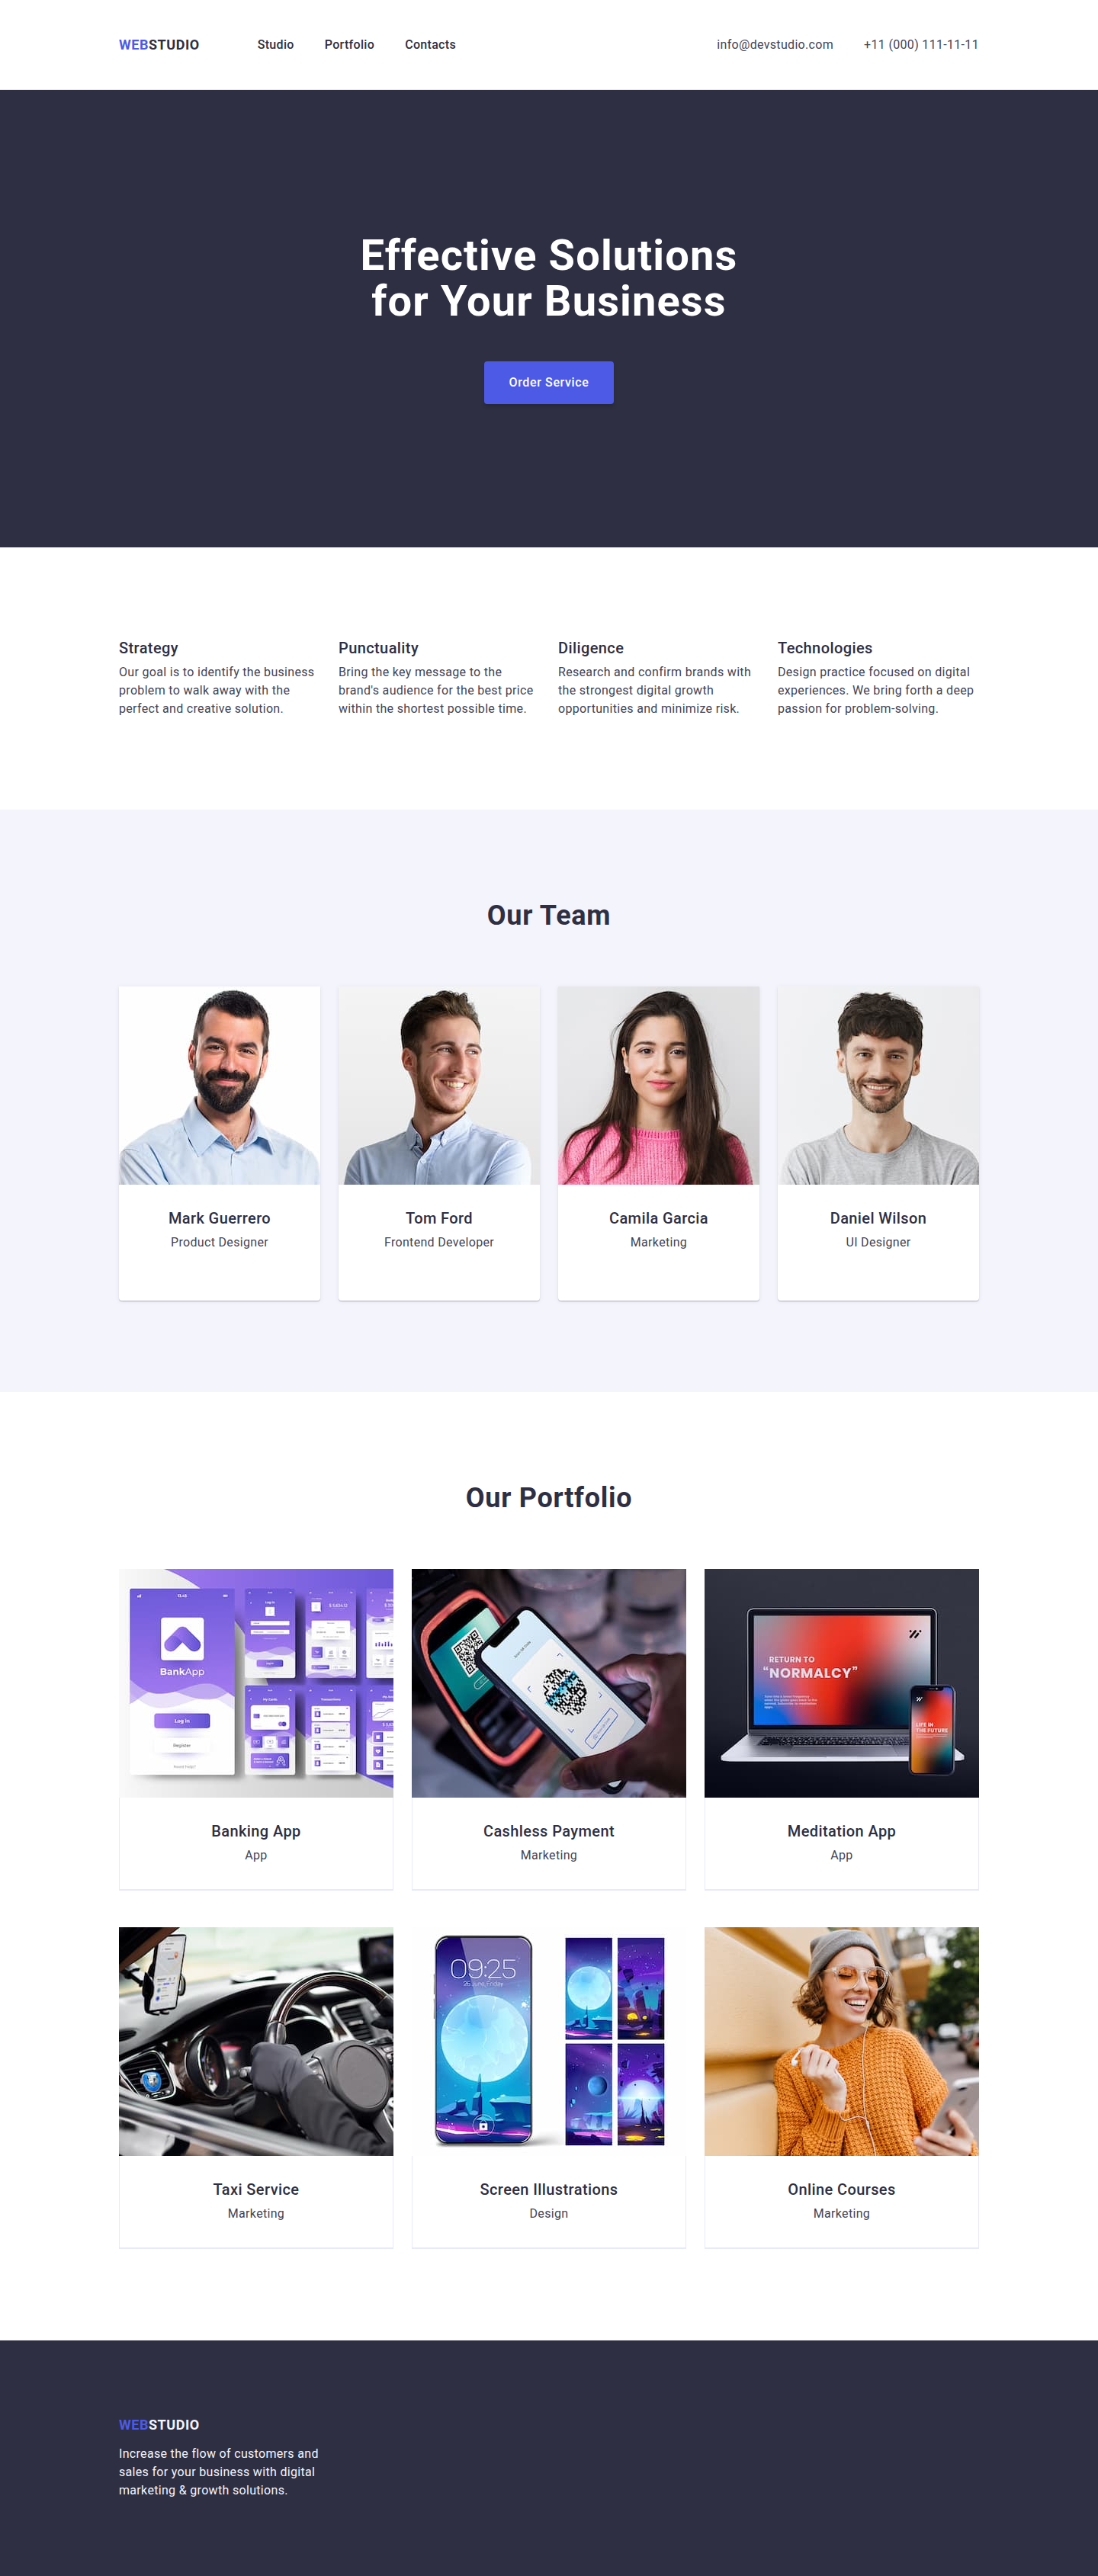 WEBSTUDIO
Studio
Portfolio
Contacts
info@devstudio.com
+11 (000) 111-11-11
Effective Solutions
for Your Business
Order Service
Strategy
Our goal is to identify the business
problem to walk away with the
perfect and creative solution.
Punctuality
Bring the key message to the
brand's audience for the best price
within the shortest possible time.
Diligence
Research and confirm brands with
the strongest digital growth
opportunities and minimize risk.
Technologies
Design practice focused on digital
experiences. We bring forth a deep
passion for problem-solving.
Our Team
Mark Guerrero
Product Designer
Tom Ford
Frontend Developer
Camila Garcia
Marketing
Daniel Wilson
UI Designer
Our Portfolio
BankApp
Log in
Register
Banking App
App
Cashless Payment
Marketing
RETURN TO
“NORMALCY”
LIFE IN
THE FUTURE
Meditation App
App
Taxi Service
Marketing
09:25
Screen Illustrations
Design
Online Courses
Marketing
WEBSTUDIO
Increase the flow of customers and
sales for your business with digital
marketing & growth solutions.